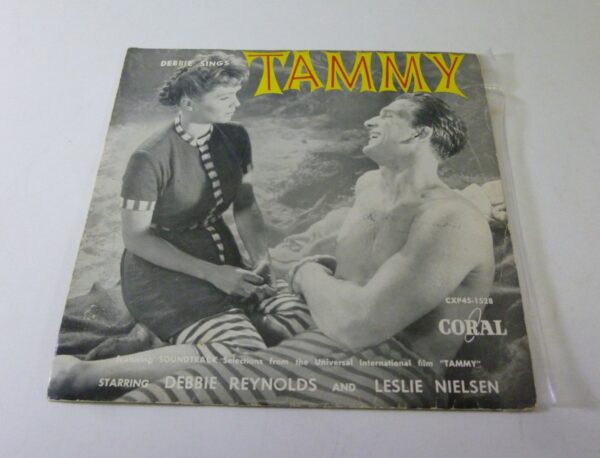 DEBBIE SINGS TAMMY
CXP45-1528
CORAL
featuring SOUNDTRACK Selections from the Universal International film "TAMMY"
STARRING DEBBIE REYNOLDS AND LESLIE NIELSEN